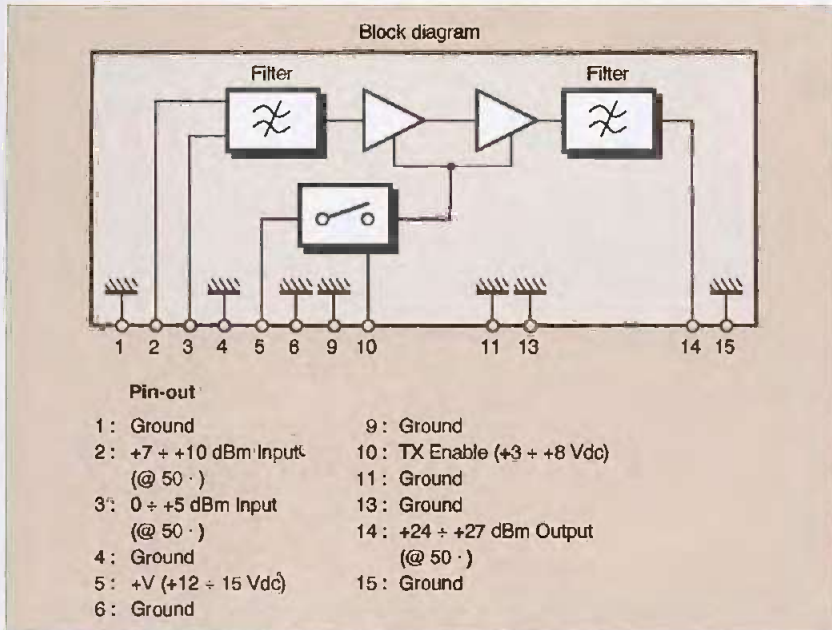 Block diagram
Filter
Filter
1 2 3 4 5 6 9 10 11 13 14 15
Pin-out
1 : Ground
2 : +7 ÷ +10 dBm Input
(@ 50 · )
3 : 0 ÷ +5 dBm Input
(@ 50 · )
4 : Ground
5 : +V (+12 ÷ 15 Vdc)
6 : Ground
9 : Ground
10 : TX Enable (+3 ÷ +8 Vdc)
11 : Ground
13 : Ground
14 : +24 ÷ +27 dBm Output
(@ 50 · )
15 : Ground